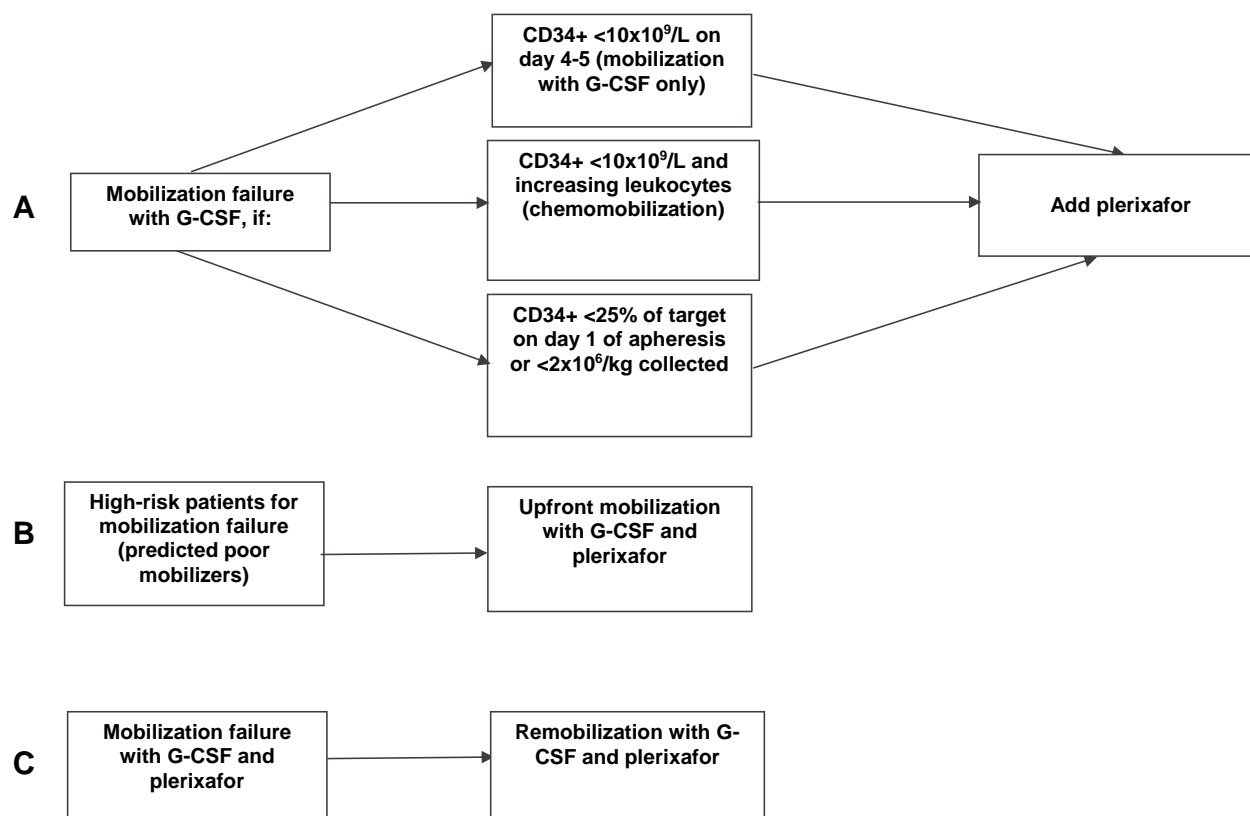 A
Mobilization failure
with G-CSF, if:
CD34+ <10x10⁹/L on
day 4-5 (mobilization
with G-CSF only)
CD34+ <10x10⁹/L and
increasing leukocytes
(chemomobilization)
CD34+ <25% of target
on day 1 of apheresis
or <2x10⁶/kg collected
Add plerixafor
B
High-risk patients for
mobilization failure
(predicted poor
mobilizers)
Upfront mobilization
with G-CSF and
plerixafor
C
Mobilization failure
with G-CSF and
plerixafor
Remobilization with G-
CSF and plerixafor